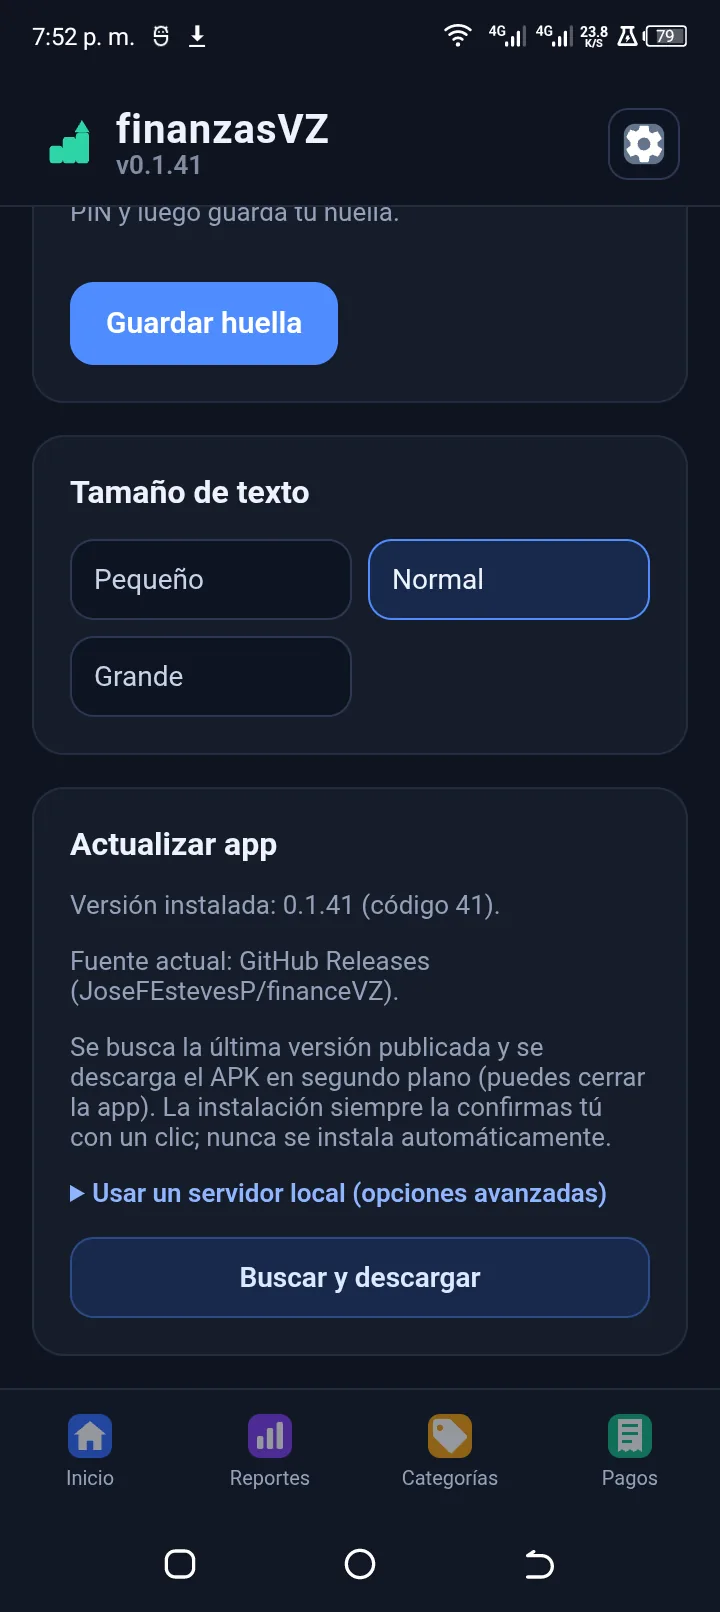 7:52 p. m.
4G 4G 23.8 K/S 79
finanzasVZ
v0.1.41
PIN y luego guarda tu huella.
Guardar huella
Tamaño de texto
Pequeño
Normal
Grande
Actualizar app
Versión instalada: 0.1.41 (código 41).
Fuente actual: GitHub Releases
(JoseFEstevesP/financeVZ).
Se busca la última versión publicada y se
descarga el APK en segundo plano (puedes cerrar
la app). La instalación siempre la confirmas tú
con un clic; nunca se instala automáticamente.
Usar un servidor local (opciones avanzadas)
Buscar y descargar
Inicio
Reportes
Categorías
Pagos